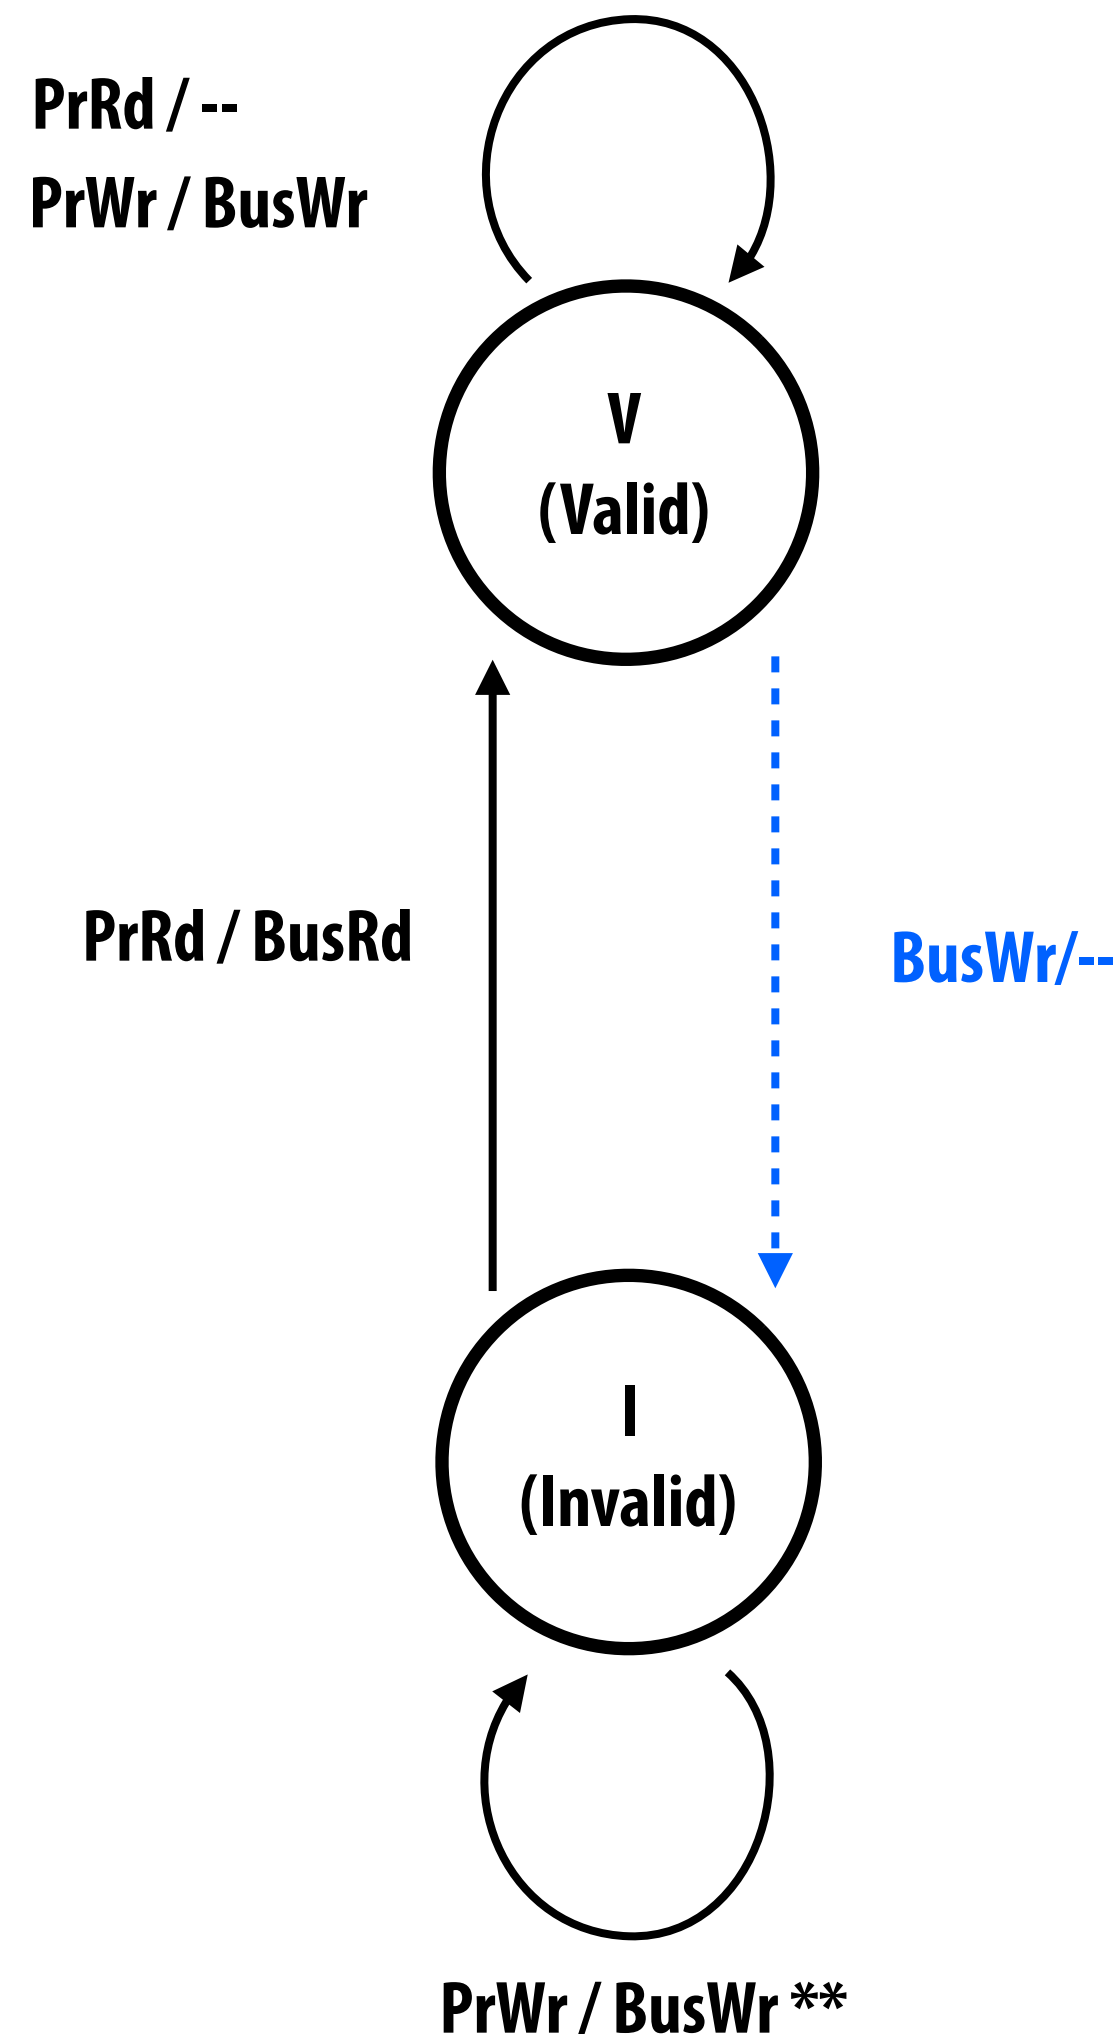 PrRd / --
PrWr / BusWr
V
(Valid)
PrRd / BusRd
BusWr/--
I
(Invalid)
PrWr / BusWr **